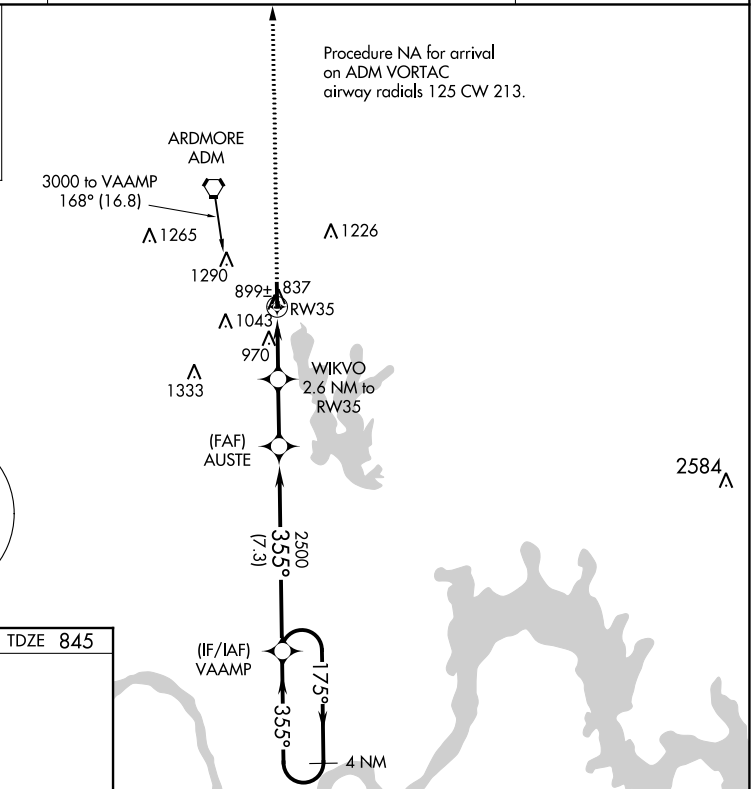 Procedure NA for arrival
on ADM VORTAC
airway radials 125 CW 213.
ARDMORE
ADM
3000 to VAAMP
168° (16.8)
1265
1226
1290
899±
837
RW35
1043
970
WIKVO
2.6 NM to
RW35
1333
(FAF)
AUSTE
2584
2500
355°
(7.3)
TDZE 845
(IF/IAF)
VAAMP
175°
355°
4 NM